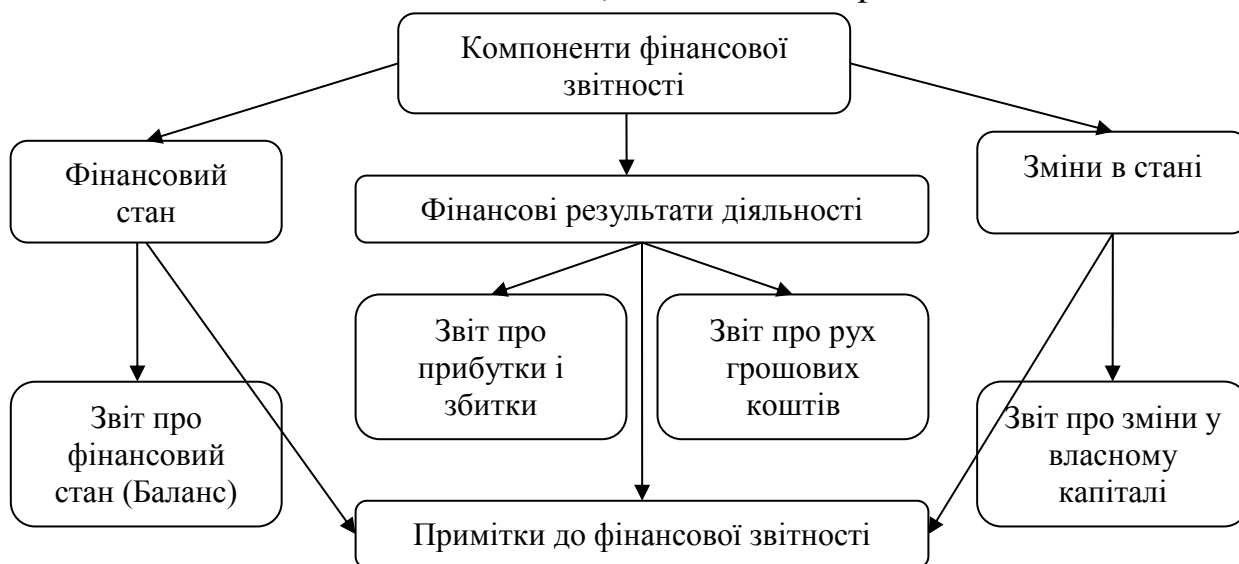 Компоненти фінансової
звітності
Фінансовий
стан
Фінансові результати діяльності
Зміни в стані
Звіт про
прибутки і
збитки
Звіт про рух
грошових
коштів
Звіт про
фінансовий
стан (Баланс)
Звіт про зміни у
власному
капіталі
Примітки до фінансової звітності